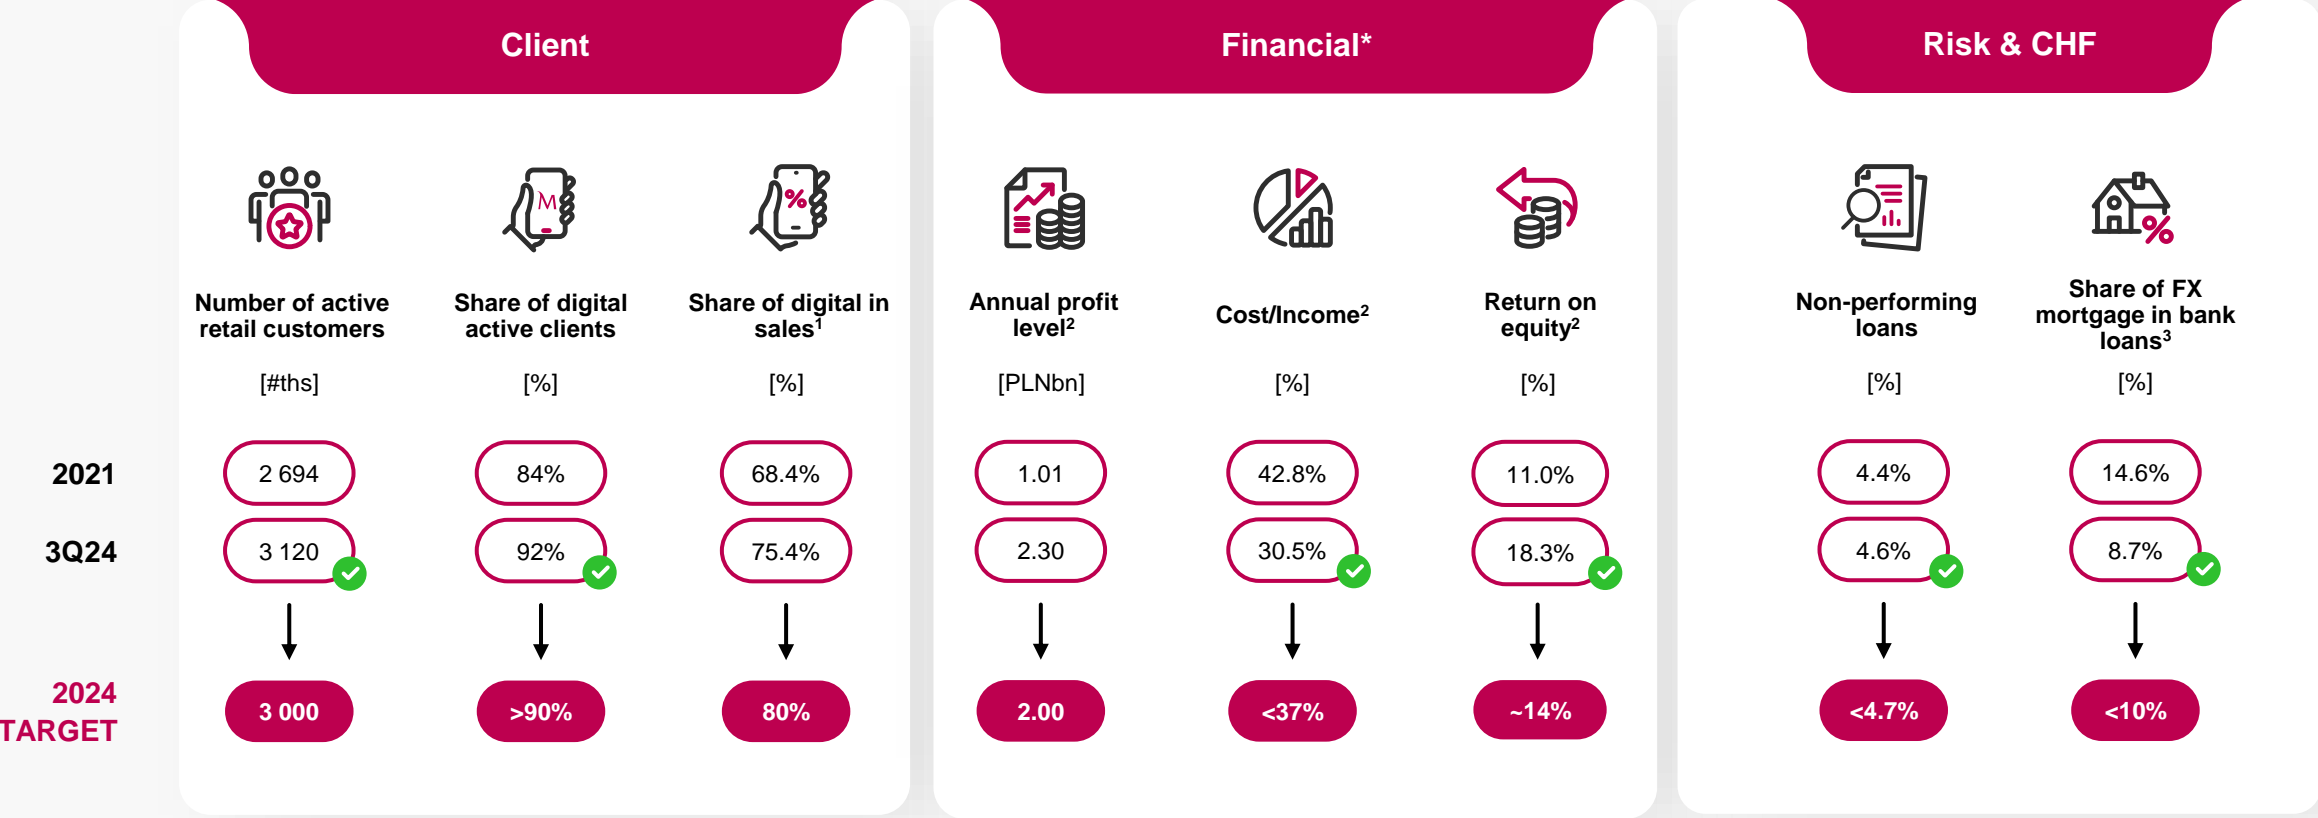 Client
Financial*
Risk & CHF
M
%
%
Number of active
retail customers
[#ths]
Share of digital
active clients
[%]
Share of digital in
sales¹
[%]
Annual profit
level²
[PLNbn]
Cost/Income²
[%]
Return on
equity²
[%]
Non-performing
loans
[%]
Share of FX
mortgage in bank
loans³
[%]
2021
2 694
84%
68.4%
1.01
42.8%
11.0%
4.4%
14.6%
3Q24
3 120
92%
75.4%
2.30
30.5%
18.3%
4.6%
8.7%
2024
TARGET
3 000
>90%
80%
2.00
<37%
~14%
<4.7%
<10%